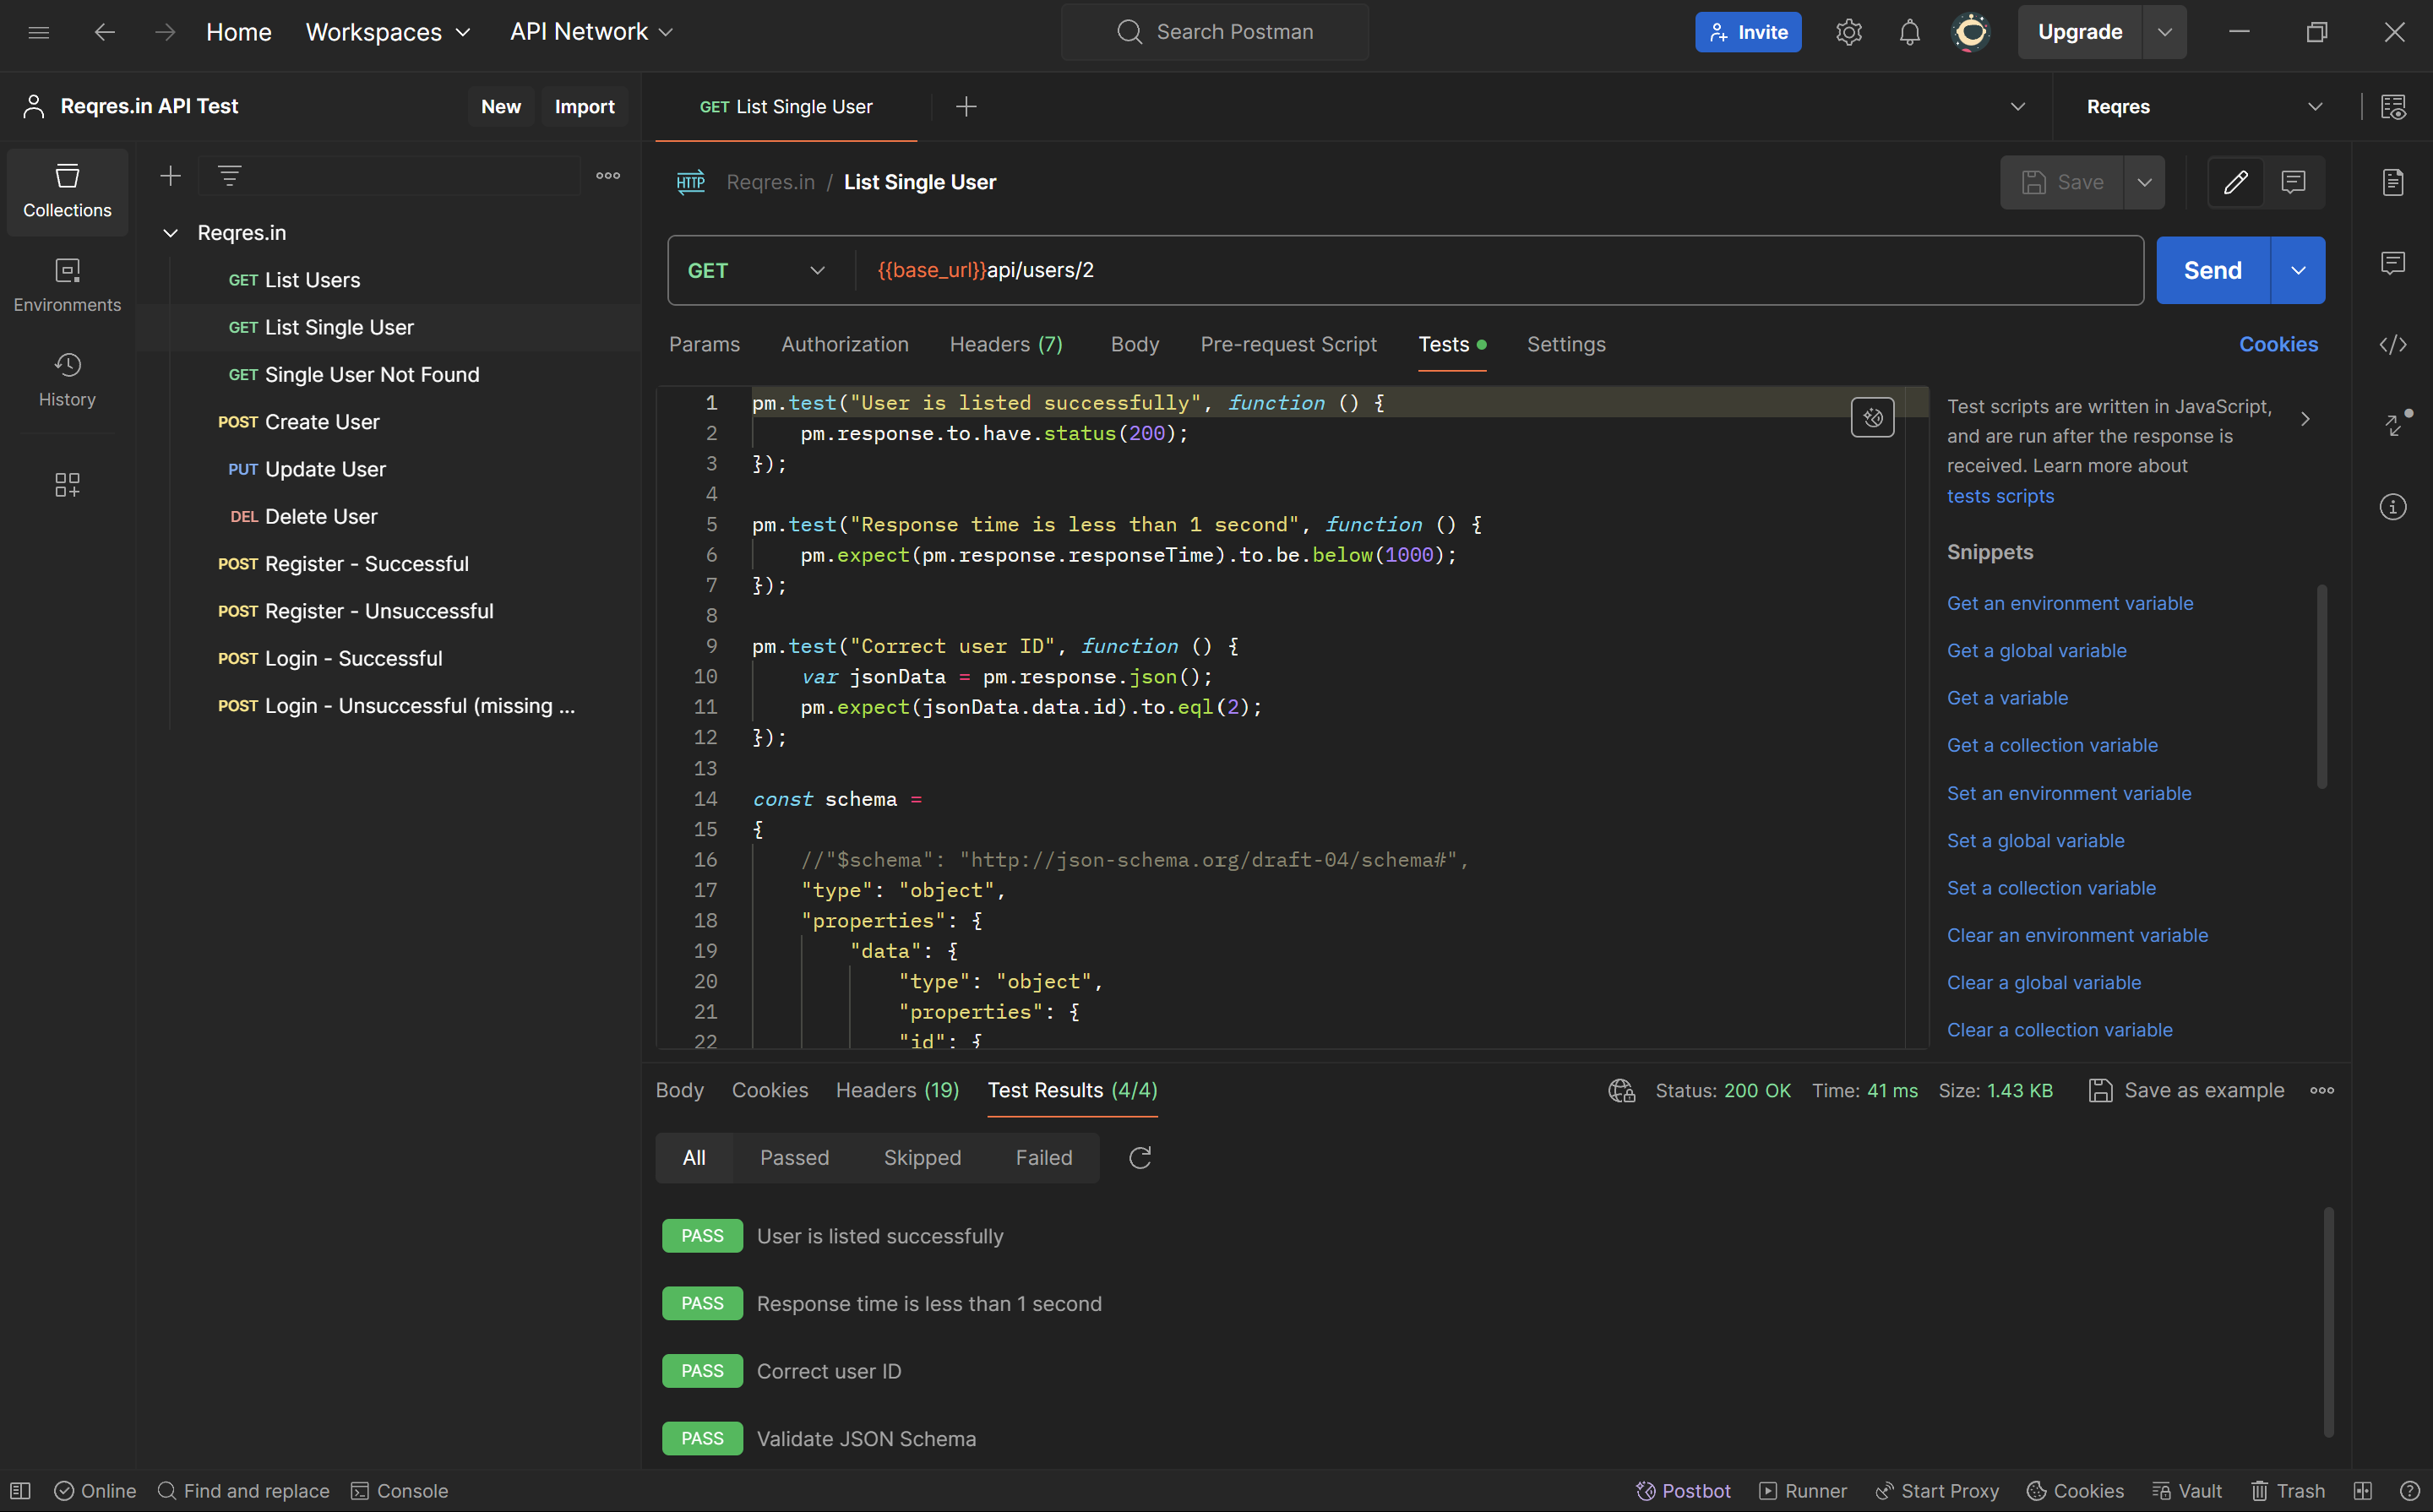 Home Workspaces API Network Search Postman Invite Upgrade
Reqres.in API Test New Import
GET List Single User Reqres
Collections
Environments
History
Reqres.in
GET List Users
GET List Single User
GET Single User Not Found
POST Create User
PUT Update User
DEL Delete User
POST Register - Successful
POST Register - Unsuccessful
POST Login - Successful
POST Login - Unsuccessful (missing ...
HTTP Reqres.in / List Single User Save
GET {{base_url}}api/users/2 Send
Params Authorization Headers (7) Body Pre-request Script Tests Settings Cookies
1 pm.test("User is listed successfully", function () {
2 pm.response.to.have.status(200);
3 });
4
5 pm.test("Response time is less than 1 second", function () {
6 pm.expect(pm.response.responseTime).to.be.below(1000);
7 });
8
9 pm.test("Correct user ID", function () {
10 var jsonData = pm.response.json();
11 pm.expect(jsonData.data.id).to.eql(2);
12 });
13
14 const schema =
15 {
16 //"$schema": "http://json-schema.org/draft-04/schema#",
17 "type": "object",
18 "properties": {
19 "data": {
20 "type": "object",
21 "properties": {
22 "id": {
Test scripts are written in JavaScript,
and are run after the response is
received. Learn more about
tests scripts
Snippets
Get an environment variable
Get a global variable
Get a variable
Get a collection variable
Set an environment variable
Set a global variable
Set a collection variable
Clear an environment variable
Clear a global variable
Clear a collection variable
Body Cookies Headers (19) Test Results (4/4) Status: 200 OK Time: 41 ms Size: 1.43 KB Save as example
All Passed Skipped Failed
PASS User is listed successfully
PASS Response time is less than 1 second
PASS Correct user ID
PASS Validate JSON Schema
Online Find and replace Console Postbot Runner Start Proxy Cookies Vault Trash